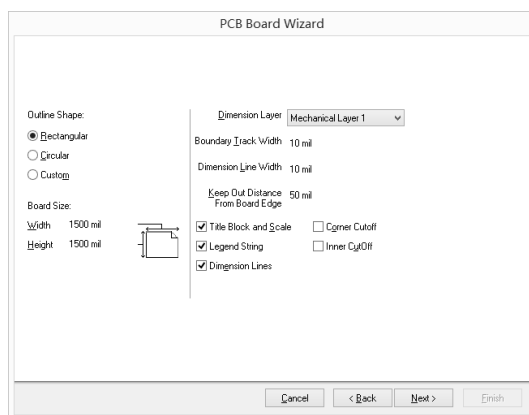 PCB Board Wizard
Outline Shape:
Rectangular
Circular
Custom
Board Size:
Width 1500 mil
Height 1500 mil
Dimension Layer Mechanical Layer 1
Boundary Track Width 10 mil
Dimension Line Width 10 mil
Keep Out Distance
From Board Edge 50 mil
Title Block and Scale Corner Cutoff
Legend String Inner CutOff
Dimension Lines
Cancel < Back Next > Finish